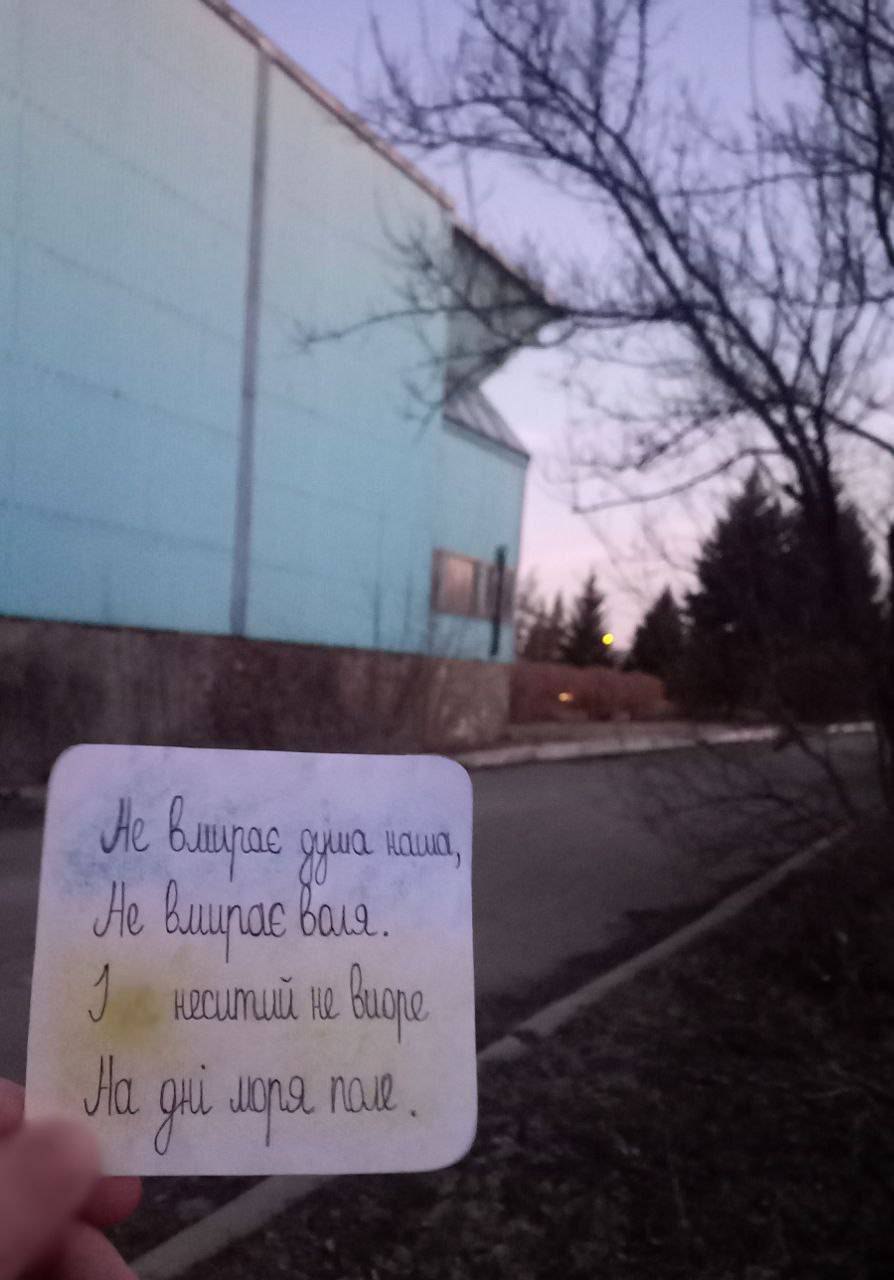 Не вмирає душа наша,
Не вмирає воля.
І неситий не виоре
На дні моря поле.